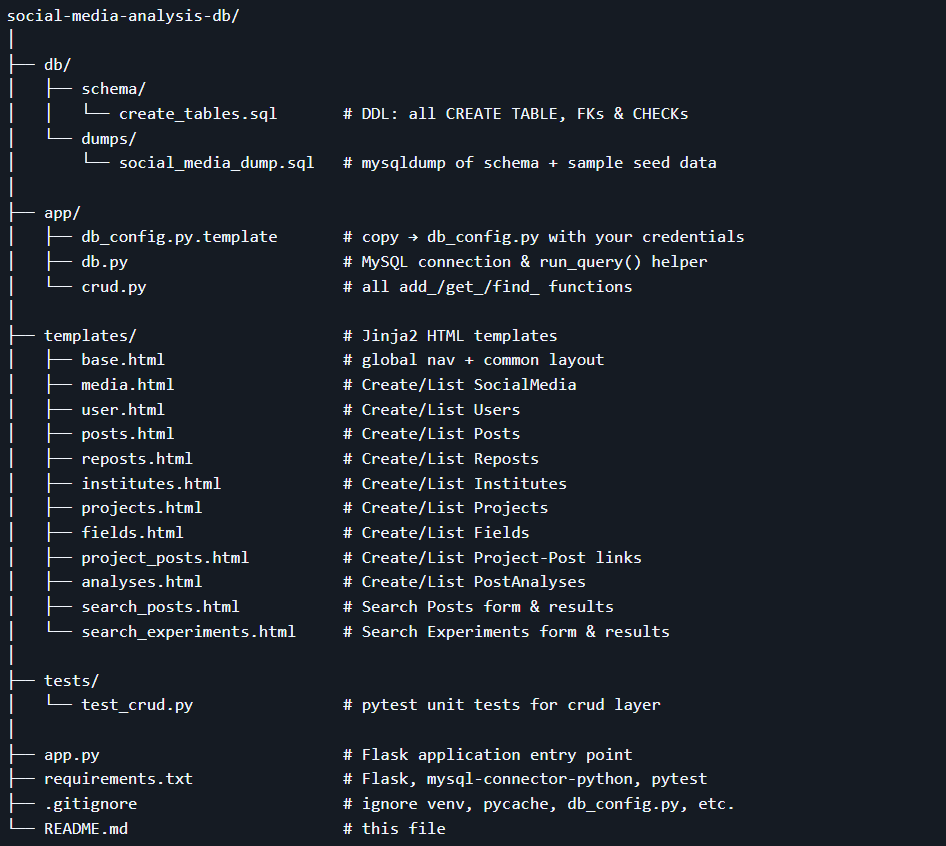 social-media-analysis-db/
│
├── db/
│   ├── schema/
│   │   └── create_tables.sql       # DDL: all CREATE TABLE, FKs & CHECKs
│   └── dumps/
│       └── social_media_dump.sql   # mysqldump of schema + sample seed data
│
├── app/
│   ├── db_config.py.template       # copy → db_config.py with your credentials
│   ├── db.py                       # MySQL connection & run_query() helper
│   └── crud.py                     # all add_/get_/find_ functions
│
├── templates/                      # Jinja2 HTML templates
│   ├── base.html                   # global nav + common layout
│   ├── media.html                  # Create/List SocialMedia
│   ├── user.html                   # Create/List Users
│   ├── posts.html                  # Create/List Posts
│   ├── reposts.html                # Create/List Reposts
│   ├── institutes.html             # Create/List Institutes
│   ├── projects.html               # Create/List Projects
│   ├── fields.html                 # Create/List Fields
│   ├── project_posts.html          # Create/List Project-Post links
│   ├── analyses.html               # Create/List PostAnalyses
│   ├── search_posts.html           # Search Posts form & results
│   └── search_experiments.html     # Search Experiments form & results
│
├── tests/
│   └── test_crud.py                # pytest unit tests for crud layer
│
├── app.py                          # Flask application entry point
├── requirements.txt                # Flask, mysql-connector-python, pytest
├── .gitignore                      # ignore venv, pycache, db_config.py, etc.
└── README.md                       # this file